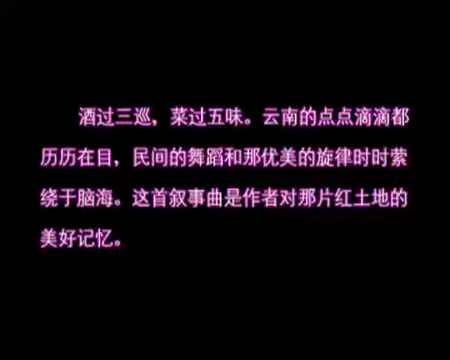 酒过三巡，菜过五味。云南的点点滴滴都
历历在目，民间的舞蹈和那优美的旋律时时萦
绕于脑海。这首叙事曲是作者对那片红土地的
美好记忆。